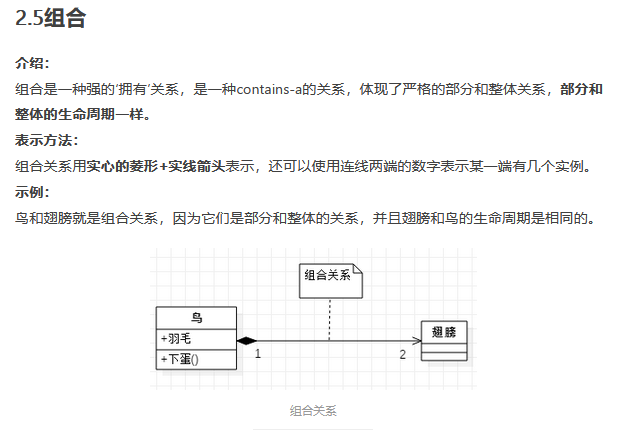 2.5组合
介绍：
组合是一种强的‘拥有’关系，是一种contains-a的关系，体现了严格的部分和整体关系，部分和
整体的生命周期一样。
表示方法：
组合关系用实心的菱形+实线箭头表示，还可以使用连线两端的数字表示某一端有几个实例。
示例：
鸟和翅膀就是组合关系，因为它们是部分和整体的关系，并且翅膀和鸟的生命周期是相同的。
组合关系
鸟
+羽毛
+下蛋()
1
2
翅膀
组合关系